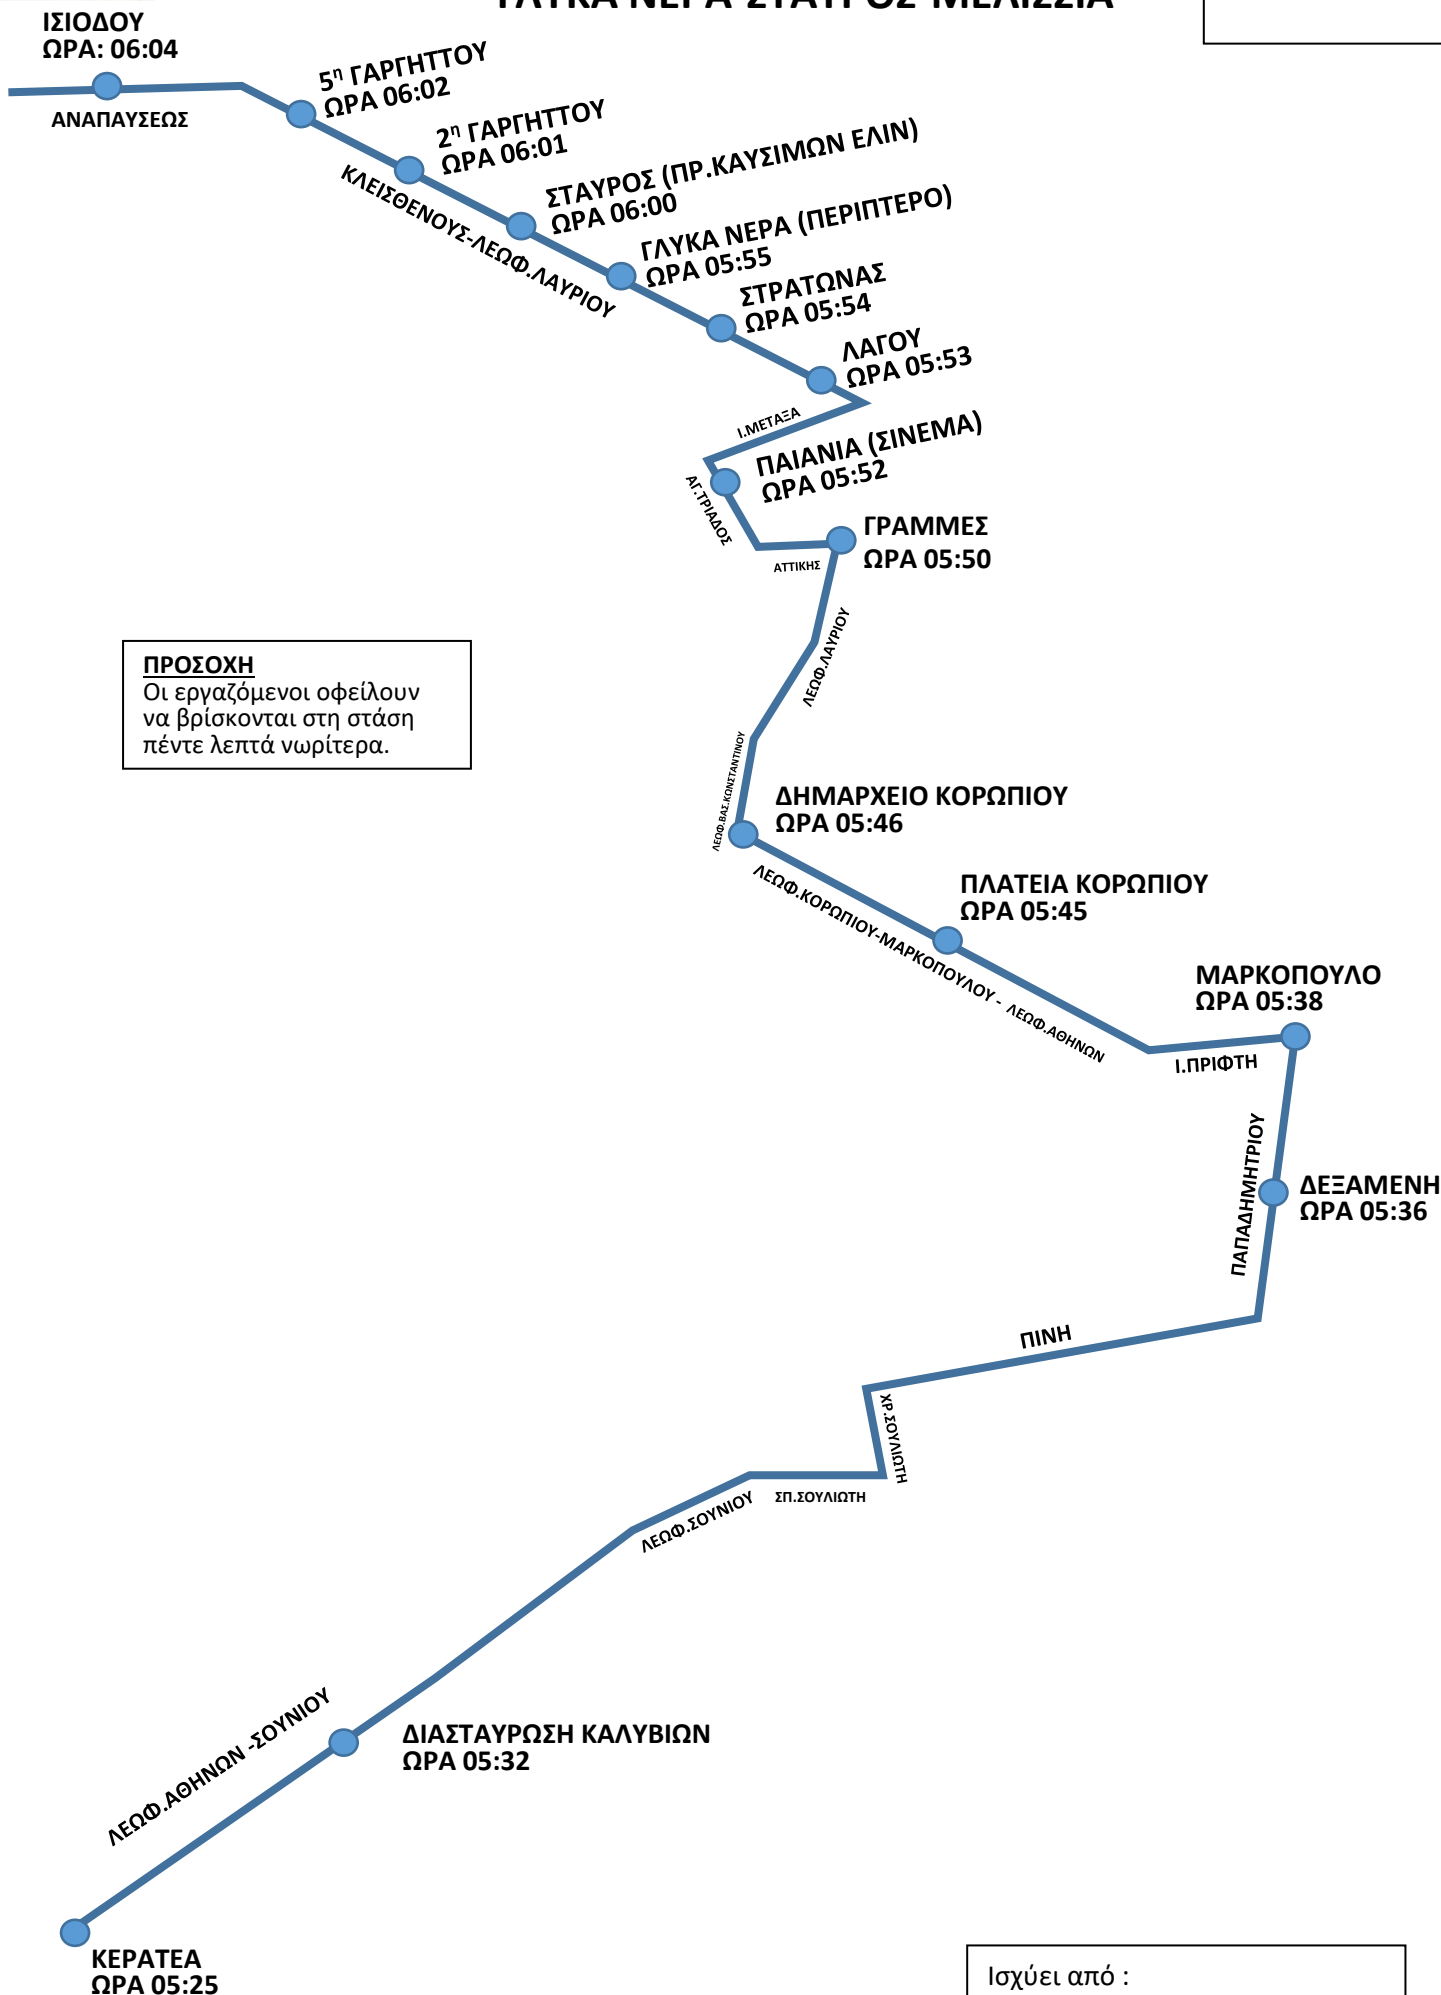 ΓΛΥΚΑ ΝΕΡΑ-ΣΤΑΥΡΟΣ-ΜΕΛΙΣΣΙΑ
ΙΣΙΟΔΟΥ
ΩΡΑ: 06:04
ΑΝΑΠΑΥΣΕΩΣ
5η ΓΑΡΓΗΤΤΟΥ
ΩΡΑ 06:02
2η ΓΑΡΓΗΤΤΟΥ
ΩΡΑ 06:01
ΣΤΑΥΡΟΣ (ΠΡ.ΚΑΥΣΙΜΩΝ ΕΛΙΝ)
ΩΡΑ 06:00
ΚΛΕΙΣΘΕΝΟΥΣ-ΛΕΩΦ.ΛΑΥΡΙΟΥ
ΓΛΥΚΑ ΝΕΡΑ (ΠΕΡΙΠΤΕΡΟ)
ΩΡΑ 05:55
ΣΤΡΑΤΩΝΑΣ
ΩΡΑ 05:54
ΛΑΓΟΥ
ΩΡΑ 05:53
Ι.ΜΕΤΑΞΑ
ΠΑΙΑΝΙΑ (ΣΙΝΕΜΑ)
ΩΡΑ 05:52
ΑΓ.ΤΡΙΑΔΟΣ
ΓΡΑΜΜΕΣ
ΩΡΑ 05:50
ΑΤΤΙΚΗΣ
ΛΕΩΦ.ΛΑΥΡΙΟΥ
ΠΡΟΣΟΧΗ
Οι εργαζόμενοι οφείλουν
να βρίσκονται στη στάση
πέντε λεπτά νωρίτερα.
ΛΕΩΦ.ΒΑΣ.ΚΩΝΣΤΑΝΤΙΝΟΥ
ΔΗΜΑΡΧΕΙΟ ΚΟΡΩΠΙΟΥ
ΩΡΑ 05:46
ΠΛΑΤΕΙΑ ΚΟΡΩΠΙΟΥ
ΩΡΑ 05:45
ΛΕΩΦ.ΚΟΡΩΠΙΟΥ-ΜΑΡΚΟΠΟΥΛΟΥ - ΛΕΩΦ.ΑΘΗΝΩΝ
ΜΑΡΚΟΠΟΥΛΟ
ΩΡΑ 05:38
Ι.ΠΡΙΦΤΗ
ΠΑΠΑΔΗΜΗΤΡΙΟΥ
ΔΕΞΑΜΕΝΗ
ΩΡΑ 05:36
ΠΙΝΗ
ΧΡ.ΣΟΥΛΙΩΤΗ
ΣΠ.ΣΟΥΛΙΩΤΗ
ΛΕΩΦ.ΣΟΥΝΙΟΥ
ΛΕΩΦ.ΑΘΗΝΩΝ -ΣΟΥΝΙΟΥ
ΔΙΑΣΤΑΥΡΩΣΗ ΚΑΛΥΒΙΩΝ
ΩΡΑ 05:32
ΚΕΡΑΤΕΑ
ΩΡΑ 05:25
Ισχύει από :